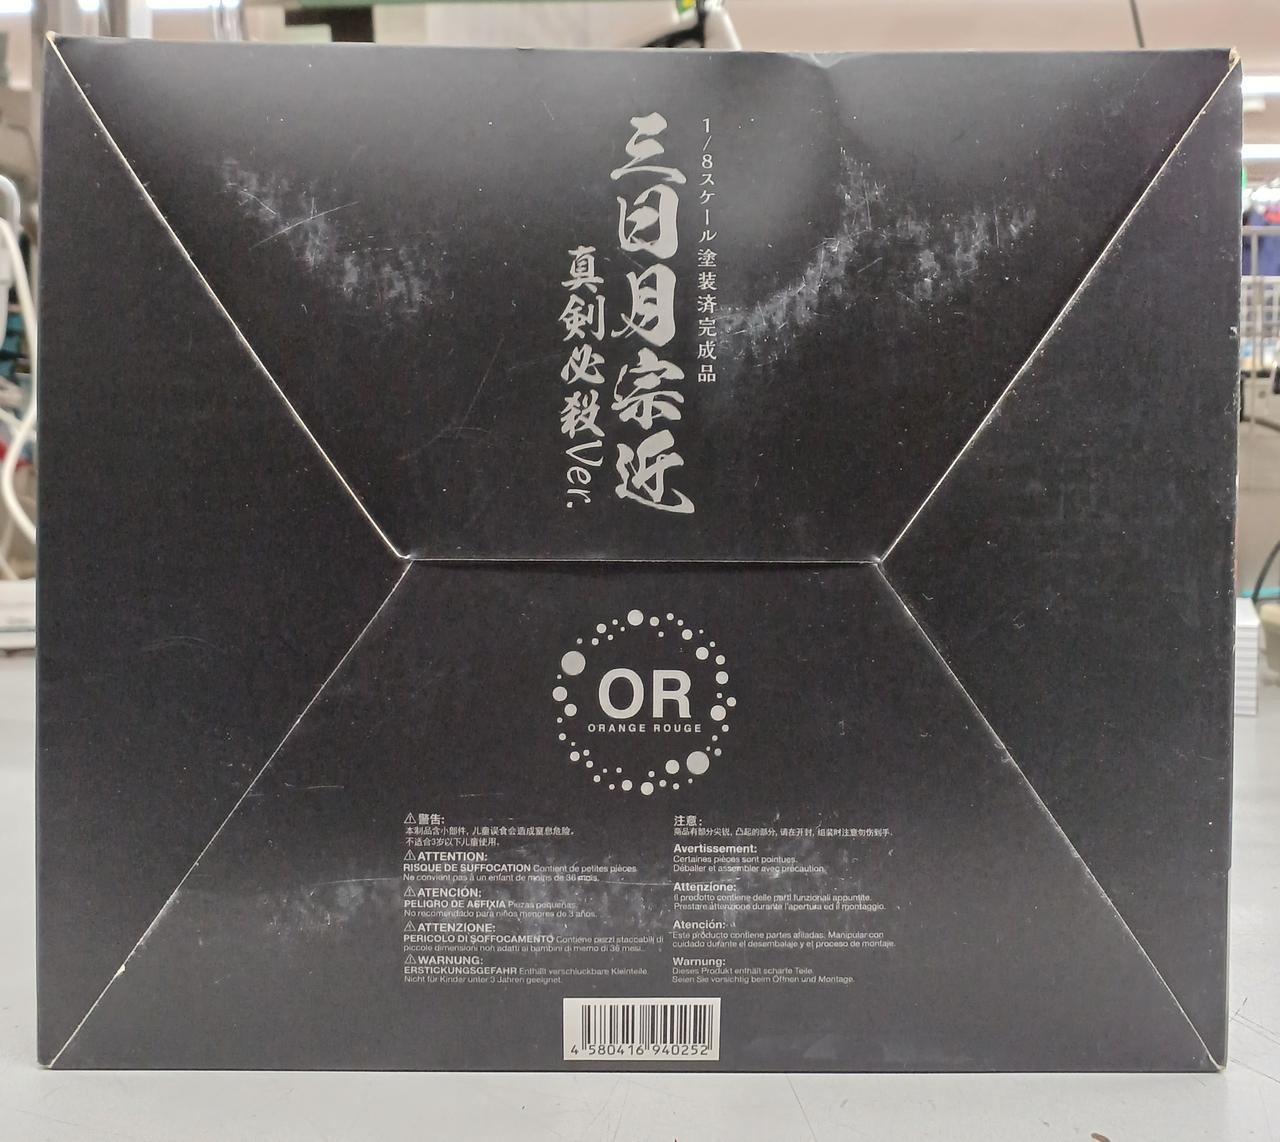 1/8スケール塗装済完成品
三日月宗近
真剣必殺Ver.
OR
ORANGE ROUGE
⚠警告:
本制品含小部件, 儿童误食会造成窒息危险。
不适合3岁以下儿童使用。
⚠ATTENTION:
RISQUE DE SUFFOCATION Contient de petites pièces.
Ne convient pas à un enfant de moins de 36 mois.
⚠ATENCIÓN:
PELIGRO DE ASFIXIA Piezas pequeñas.
No recomendado para niños menores de 3 años.
⚠ATTENZIONE:
PERICOLO DI SOFFOCAMENTO Contiene pezzi staccabili di
piccole dimensioni non adatti ai bambini di memo di 36 mesi.
⚠WARNUNG:
ERSTICKUNGSGEFAHR Enthält verschluckbare Kleinteile.
Nicht für Kinder unter 3 Jahren geeignet.
注意:
商品有部分尖锐, 凸起的部分, 请在开封, 组装时注意勿伤到手.
Avertissement:
Certaines pièces sont pointues.
Déballer et assembler avec précaution.
Attenzione:
Il prodotto contiene delle parti funzionali appuntite.
Prestare attenzione durante l'apertura ed il montaggio.
Atención:
Este producto contiene partes afiladas. Manipular con
cuidado durante el desembalaje y el proceso de montaje.
Warnung:
Dieses Produkt enthält scharfe Teile.
Seien Sie vorsichtig beim Öffnen und Montage.
4 580416 940252